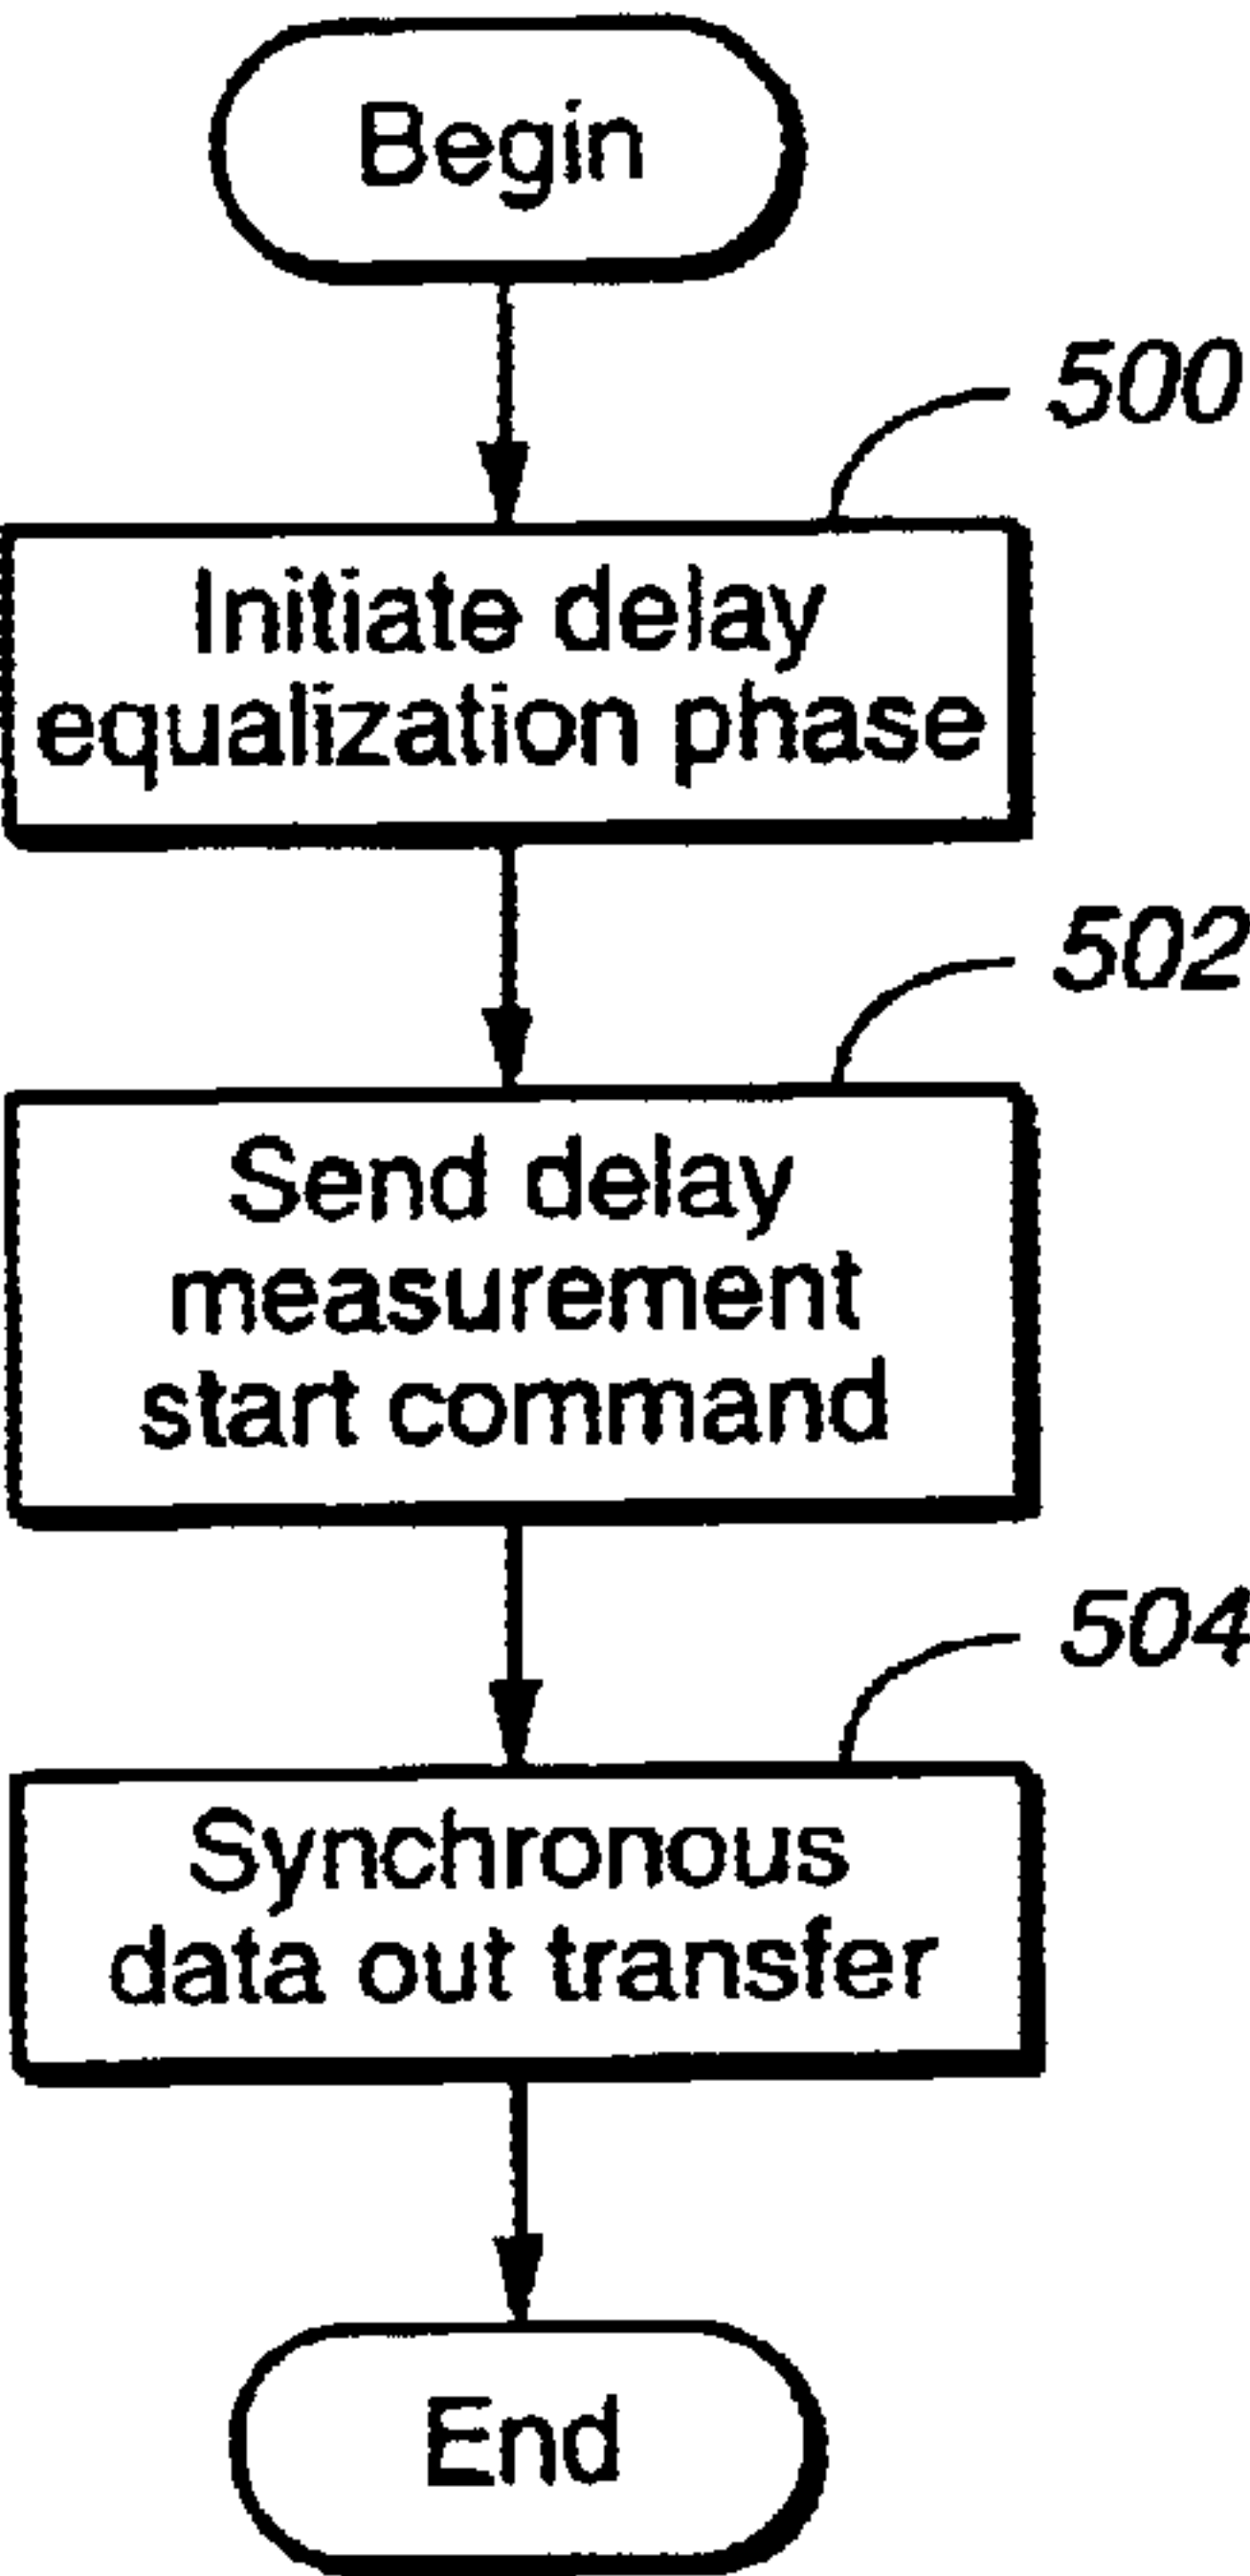 Begin
500
Initiate delay
equalization phase
502
Send delay
measurement
start command
504
Synchronous
data out transfer
End